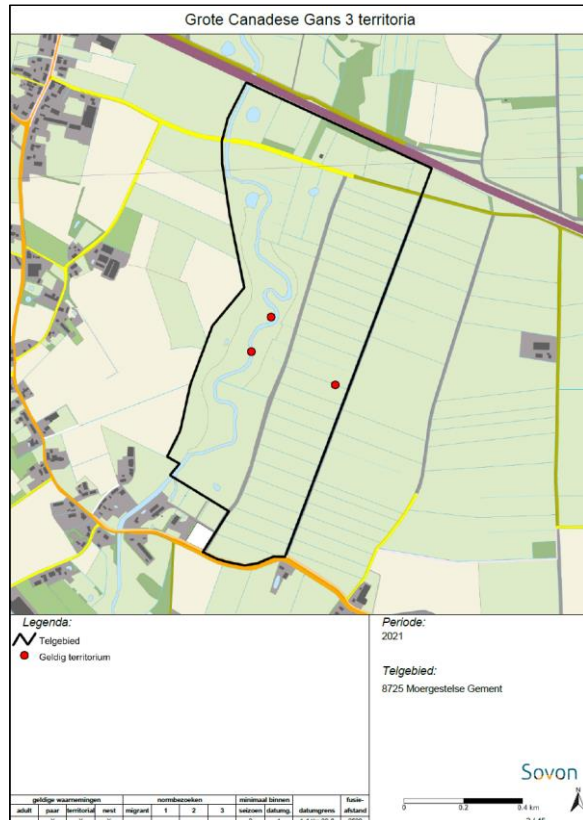 Grote Canadese Gans 3 territoria
Legenda:
Telgebied
Geldig territorium
Periode:
2021
Telgebied:
8725 Moergestelse Gement
Sovon
N
0 0.2 0.4 km
geldige waarnemingen normbezoeken minimaal binnen fusie-
adult paar territoriaal nest migrant 1 2 3 seizoen datumg. datumgrens afstand